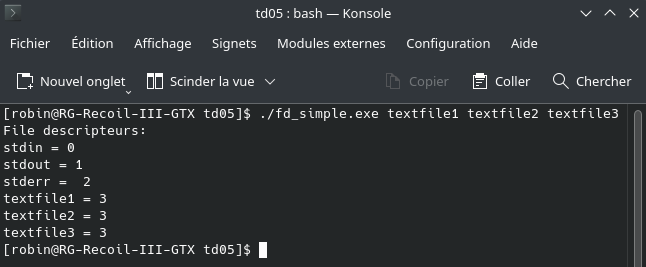 td05 : bash — Konsole
Fichier Édition Affichage Signets Modules externes Configuration Aide
Nouvel onglet Scinder la vue Copier Coller Chercher
[robin@RG-Recoil-III-GTX td05]$ ./fd_simple.exe textfile1 textfile2 textfile3
File descripteurs:
stdin = 0
stdout = 1
stderr =  2
textfile1 = 3
textfile2 = 3
textfile3 = 3
[robin@RG-Recoil-III-GTX td05]$